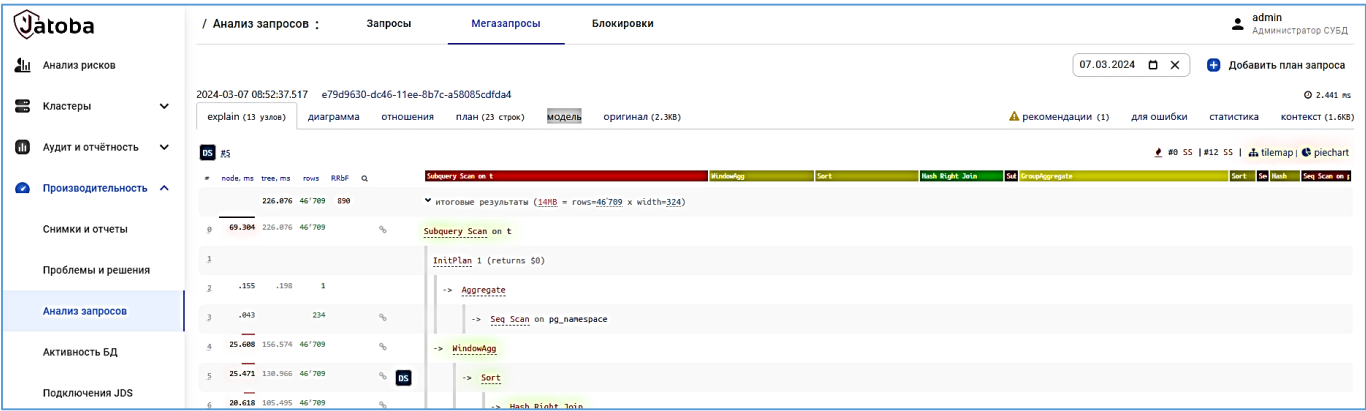 Jatoba
/ Анализ запросов :
Запросы
Мегазапросы
Блокировки
admin
Администратор СУБД
Анализ рисков
Кластеры
Аудит и отчётность
Производительность
Снимки и отчеты
Проблемы и решения
Анализ запросов
Активность БД
Подключения JDS
07.03.2024
Добавить план запроса
2024-03-07 08:52:37.517 e79d9630-dc46-11ee-8b7c-a58085cdfda4
2.441 ms
explain (13 узлов) диаграмма отношения план (23 строк) модель оригинал (2.3KB) рекомендации (1) для ошибки статистика контекст (1.6KB)
DS #5
#0 SS |#12 SS | tilemap| piechart
# node, ms tree, ms rows RRbF
Subquery Scan on t WindowAgg Sort Hash Right Join Sub GroupAggregate Sort Se Hash Seq Scan on p
226.076 46'709 890 итоговые результаты (14MB = rows=46'709 x width=324)
0 69.304 226.076 46'709 Subquery Scan on t
1 InitPlan 1 (returns $0)
2 .155 .198 1 -> Aggregate
3 .043 234 -> Seq Scan on pg_namespace
4 25.608 156.574 46'709 -> WindowAgg
5 25.471 130.966 46'709 DS -> Sort
6 20.618 105.495 46'709 -> Hash Right Join